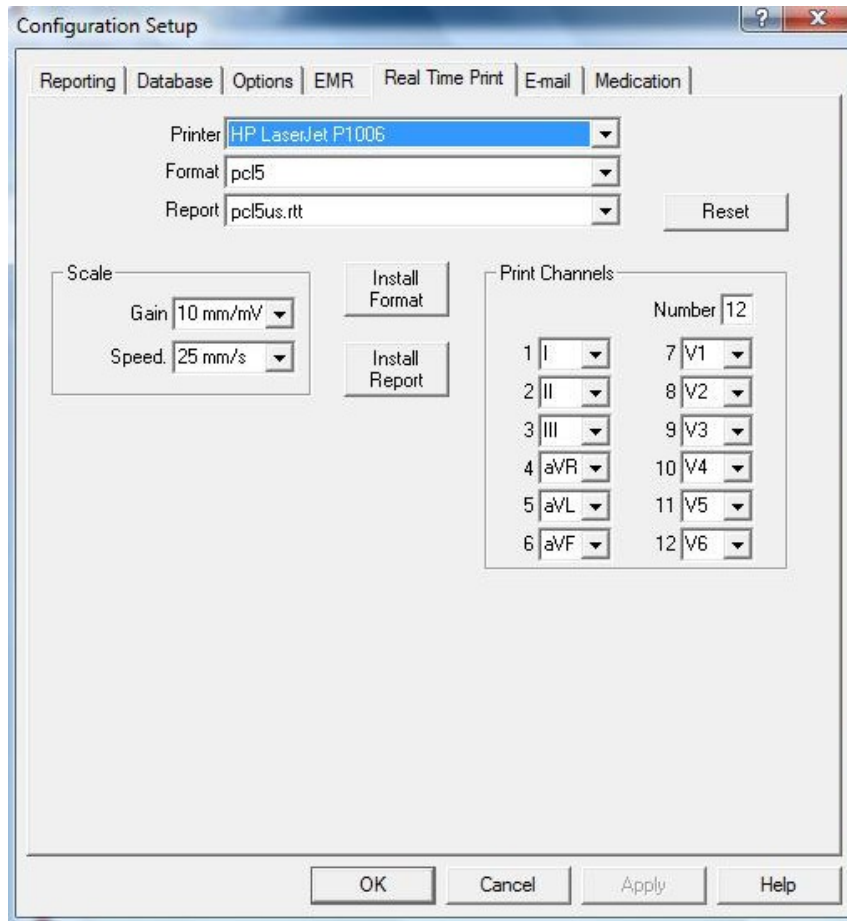 Configuration Setup
? X
Reporting Database Options EMR Real Time Print E-mail Medication
Printer HP LaserJet P1006
Format pcl5
Report pcl5us.rtt
Reset
Scale
Gain 10 mm/mV
Speed. 25 mm/s
Install
Format
Install
Report
Print Channels
Number 12
1 I 7 V1
2 II 8 V2
3 III 9 V3
4 aVR 10 V4
5 aVL 11 V5
6 aVF 12 V6
OK Cancel Apply Help